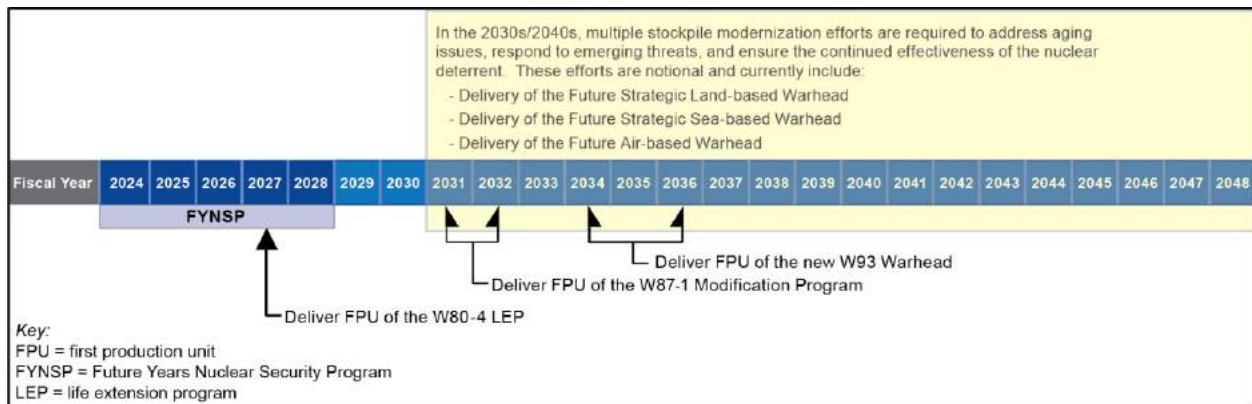 In the 2030s/2040s, multiple stockpile modernization efforts are required to address aging
issues, respond to emerging threats, and ensure the continued effectiveness of the nuclear
deterrent. These efforts are notional and currently include:
- Delivery of the Future Strategic Land-based Warhead
- Delivery of the Future Strategic Sea-based Warhead
- Delivery of the Future Air-based Warhead
Fiscal Year 2024 2025 2026 2027 2028 2029 2030 2031 2032 2033 2034 2035 2036 2037 2038 2039 2040 2041 2042 2043 2044 2045 2046 2047 2048
FYNSP
Deliver FPU of the new W93 Warhead
Deliver FPU of the W87-1 Modification Program
Deliver FPU of the W80-4 LEP
Key:
FPU = first production unit
FYNSP = Future Years Nuclear Security Program
LEP = life extension program